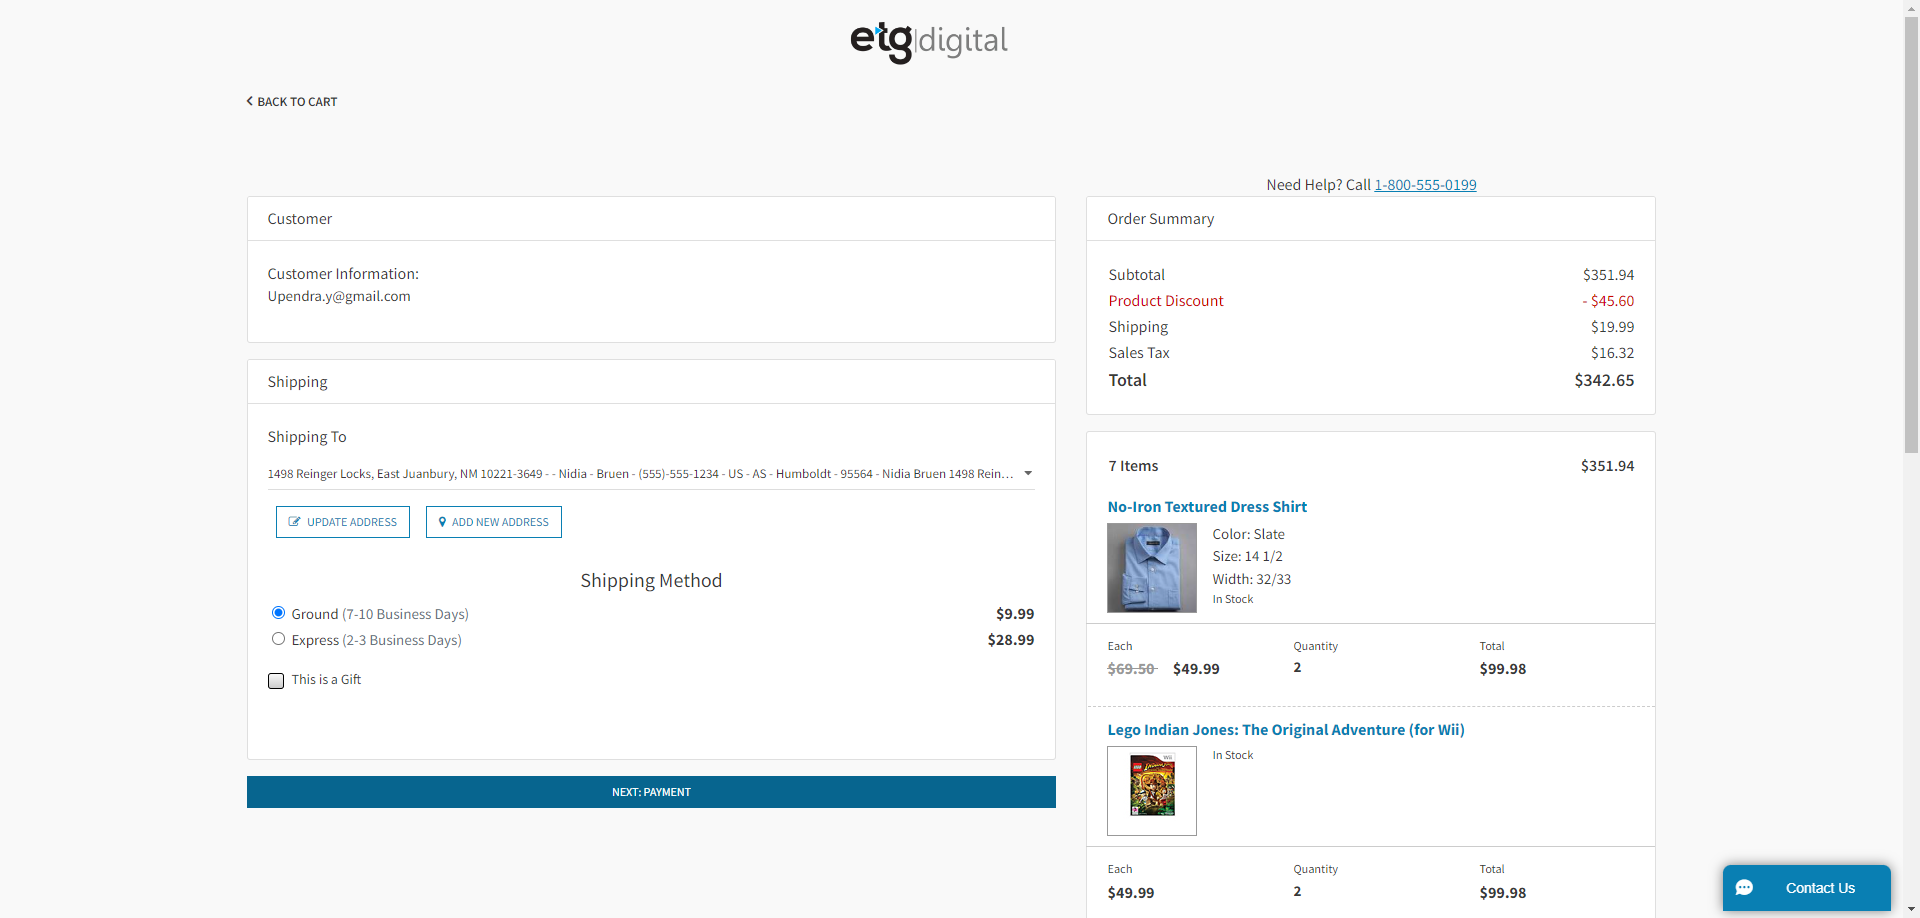 etg|digital
BACK TO CART
Need Help? Call 1-800-555-0199
Customer
Customer Information:
Upendra.y@gmail.com
Shipping
Shipping To
1498 Reinger Locks, East Juanbury, NM 10221-3649 - - Nidia - Bruen - (555)-555-1234 - US - AS - Humboldt - 95564 - Nidia Bruen 1498 Rein...
UPDATE ADDRESS
ADD NEW ADDRESS
Shipping Method
Ground (7-10 Business Days) $9.99
Express (2-3 Business Days) $28.99
This is a Gift
NEXT: PAYMENT
Order Summary
Subtotal $351.94
Product Discount - $45.60
Shipping $19.99
Sales Tax $16.32
Total $342.65
7 Items $351.94
No-Iron Textured Dress Shirt
Color: Slate
Size: 14 1/2
Width: 32/33
In Stock
Each Quantity Total
$69.50 $49.99 2 $99.98
Lego Indian Jones: The Original Adventure (for Wii)
In Stock
Each Quantity Total
$49.99 2 $99.98
Contact Us